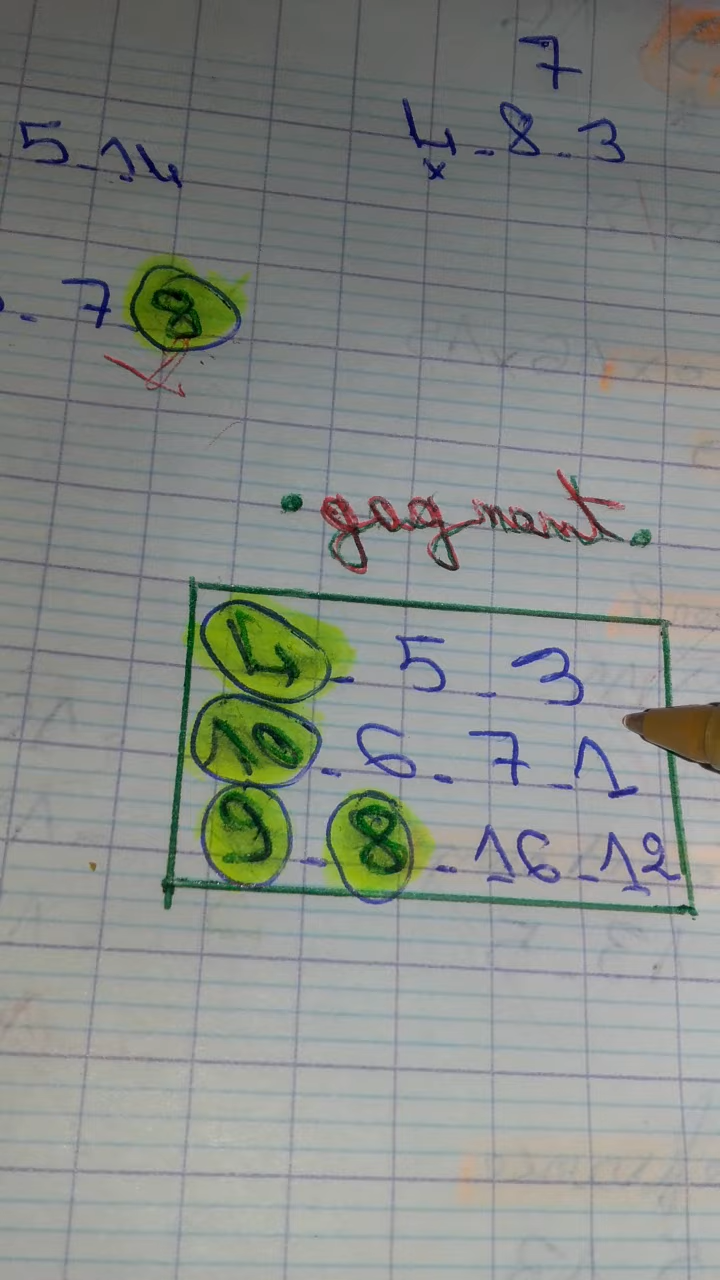 7
5 - 14
4 - 8 - 3
x
- 7 8
• gagnant •
4 - 5 - 3
10 - 6 - 7 - 1
9 - 8 - 16 - 12